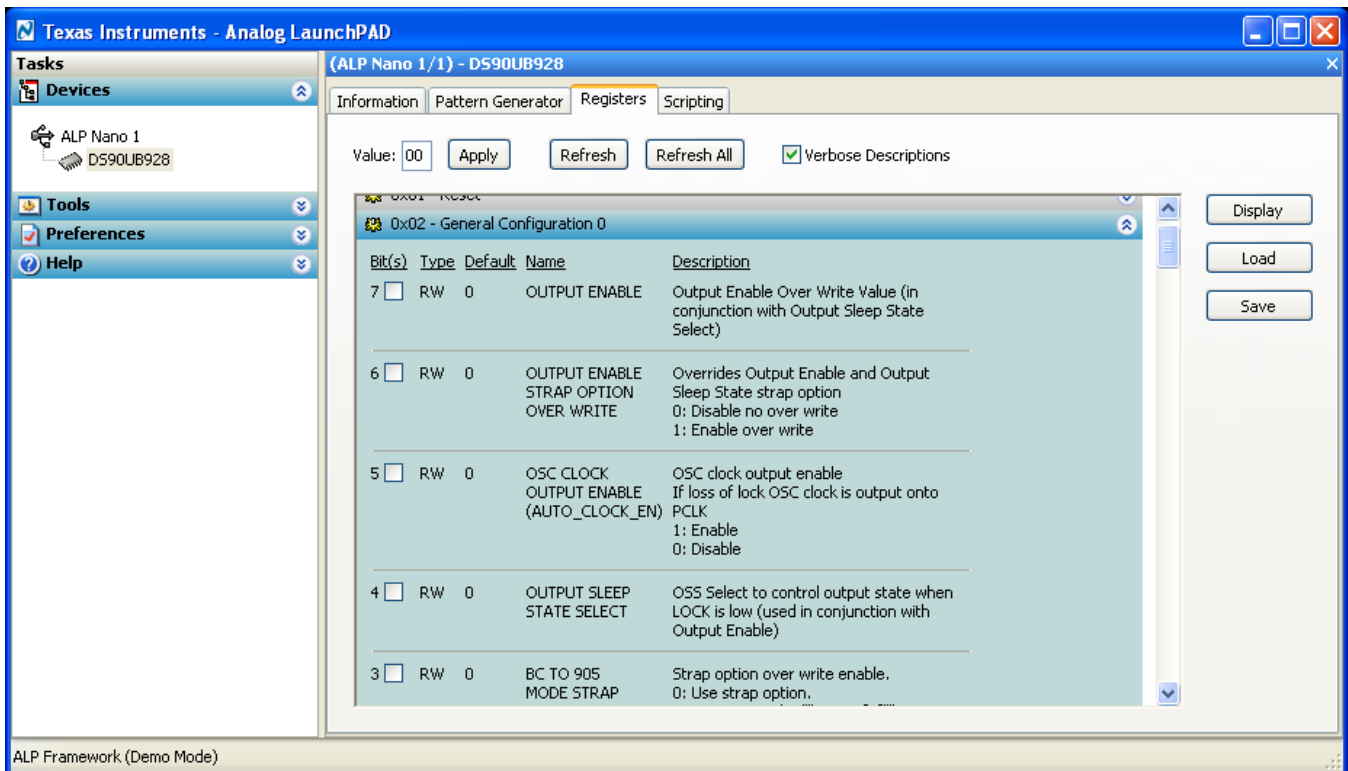 Texas Instruments - Analog LaunchPAD
Tasks
(ALP Nano 1/1) - DS90UB928
Devices
Information Pattern Generator Registers Scripting
ALP Nano 1
DS90UB928
Value: 00 Apply Refresh Refresh All Verbose Descriptions
Tools
Preferences
Help
0x01 - Reset
0x02 - General Configuration 0
Display
Load
Save
Bit(s) Type Default Name Description
7 RW 0 OUTPUT ENABLE Output Enable Over Write Value (in
conjunction with Output Sleep State
Select)
6 RW 0 OUTPUT ENABLE Overrides Output Enable and Output
STRAP OPTION Sleep State strap option
OVER WRITE 0: Disable no over write
1: Enable over write
5 RW 0 OSC CLOCK OSC clock output enable
OUTPUT ENABLE If loss of lock OSC clock is output onto
(AUTO_CLOCK_EN) PCLK
1: Enable
0: Disable
4 RW 0 OUTPUT SLEEP OSS Select to control output state when
STATE SELECT LOCK is low (used in conjunction with
Output Enable)
3 RW 0 BC TO 905 Strap option over write enable.
MODE STRAP 0: Use strap option.
ALP Framework (Demo Mode)